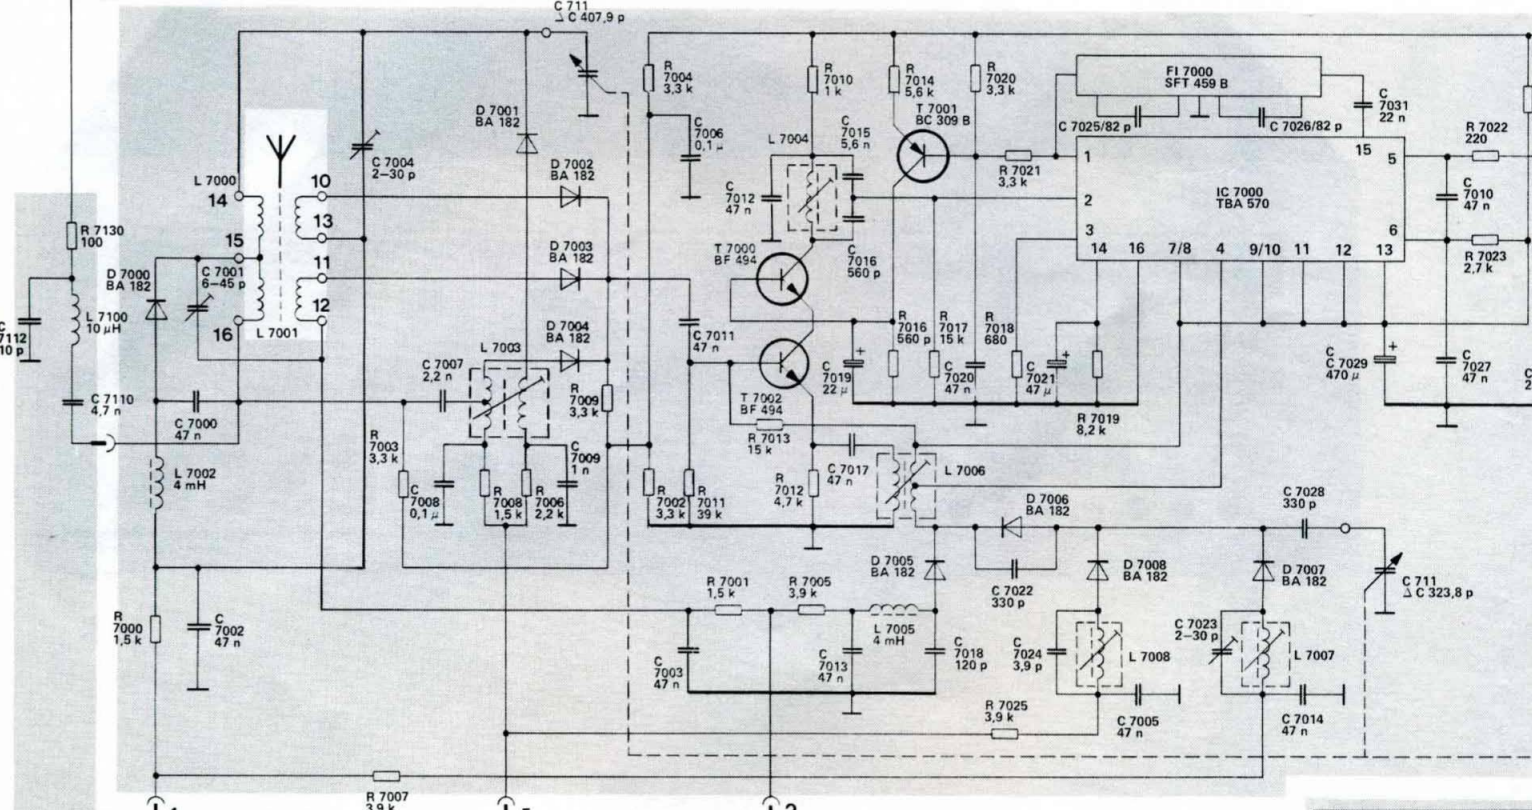 C 711
Δ C 407,9 p
R
7004
3,3 k
R
7010
1 k
R
7014
5,6 k
R
7020
3,3 k
FI 7000
SFT 459 B
C
7031
22 n
D 7001
BA 182
T 7001
BC 309 B
C 7025/82 p
C 7026/82 p
R 7022
220
C
7006
0,1 μ
L 7004
C
7015
5,6 n
C 7004
2–30 p
D 7002
BA 182
R 7021
3,3 k
1
15
5
L 7000
10
14
13
C
7012
47 n
2
IC 7000
TBA 570
C
7010
47 n
R 7130
100
15
3
6
14
16
7/8
4
9/10
11
12
13
R 7023
2,7 k
D 7003
BA 182
T 7000
BF 494
C
7016
560 p
D 7000
BA 182
C 7001
6–45 p
11
12
L 7100
10 μH
16
L 7001
C
7112
10 p
D 7004
BA 182
C 7011
47 n
R
7016
560 p
R
7017
15 k
R
7018
680
L 7003
C 7007
2,2 n
C
7019
22 μ
+
C
7020
47 n
C
7021
47 μ
+
C
C 7029
470 μ
+
C
7027
47 n
C
2
C 7110
4,7 n
C 7000
47 n
R
7009
3,3 k
T 7002
BF 494
R 7019
8,2 k
R
7003
3,3 k
R 7013
15 k
L 7002
4 mH
C
7009
1 n
C 7017
47 n
L 7006
C
7008
0,1 μ
R
7008
1,5 k
R
7006
2,2 k
R
7002
3,3 k
R
7011
39 k
R
7012
4,7 k
D 7006
BA 182
C 7028
330 p
D 7005
BA 182
D 7008
BA 182
D 7007
BA 182
C 711
Δ C 323,8 p
R 7001
1,5 k
R 7005
3,9 k
C 7022
330 p
R
7000
1,5 k
C
7002
47 n
L 7005
4 mH
C
7003
47 n
C
7013
47 n
C
7018
120 p
C
7024
3,9 p
L 7008
C 7023
2–30 p
L 7007
R 7025
3,9 k
C 7005
47 n
C 7014
47 n
R 7007
3,9 k